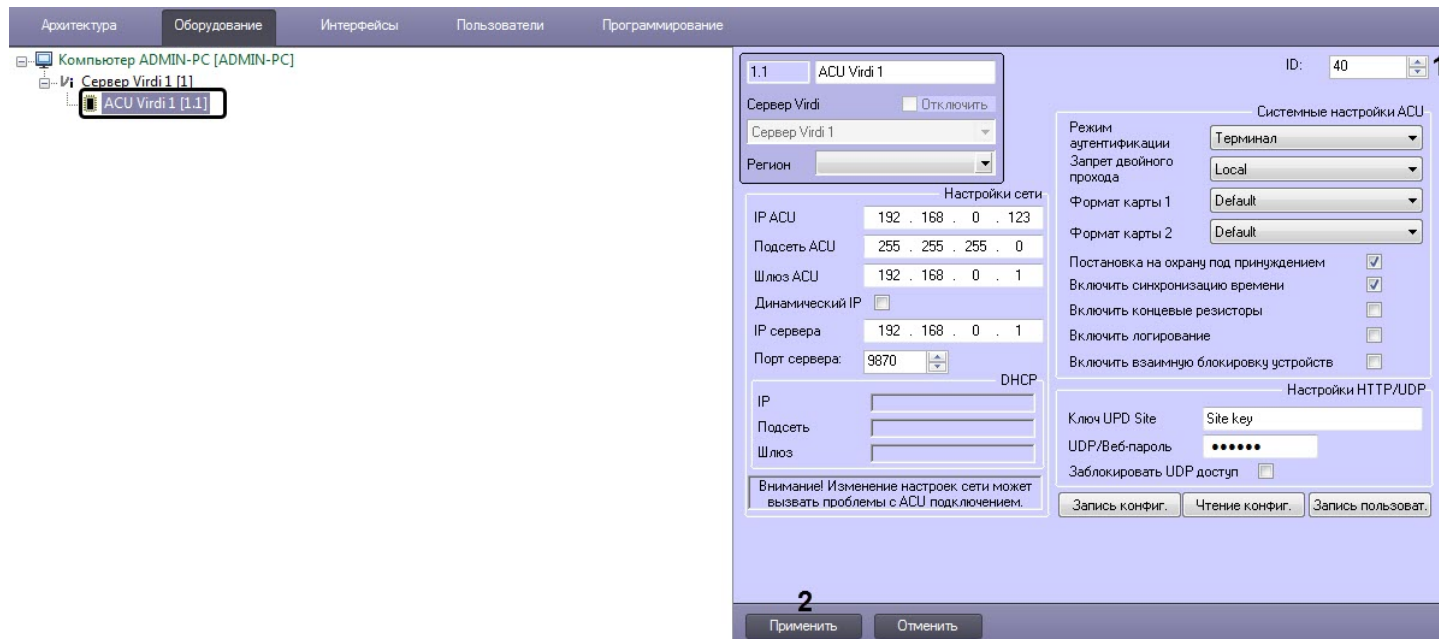 Архитектура Оборудование Интерфейсы Пользователи Программирование
Компьютер ADMIN-PC [ADMIN-PC]
Сервер Virdi 1 [1]
ACU Virdi 1 [1.1]
1.1 ACU Virdi 1
Сервер Virdi Отключить
Сервер Virdi 1
Регион
Настройки сети
IP ACU 192 . 168 . 0 . 123
Подсеть ACU 255 . 255 . 255 . 0
Шлюз ACU 192 . 168 . 0 . 1
Динамический IP
IP сервера 192 . 168 . 0 . 1
Порт сервера: 9870
DHCP
IP
Подсеть
Шлюз
Внимание! Изменение настроек сети может
вызвать проблемы с ACU подключением.
ID: 40 1
Системные настройки ACU
Режим
аутентификации Терминал
Запрет двойного
прохода Local
Формат карты 1 Default
Формат карты 2 Default
Постановка на охрану под принуждением
Включить синхронизацию времени
Включить концевые резисторы
Включить логирование
Включить взаимную блокировку устройств
Настройки HTTP/UDP
Ключ UPD Site Site key
UDP/Веб-пароль ••••••
Заблокировать UDP доступ
Запись конфиг. Чтение конфиг. Запись пользоват.
2
Применить Отменить